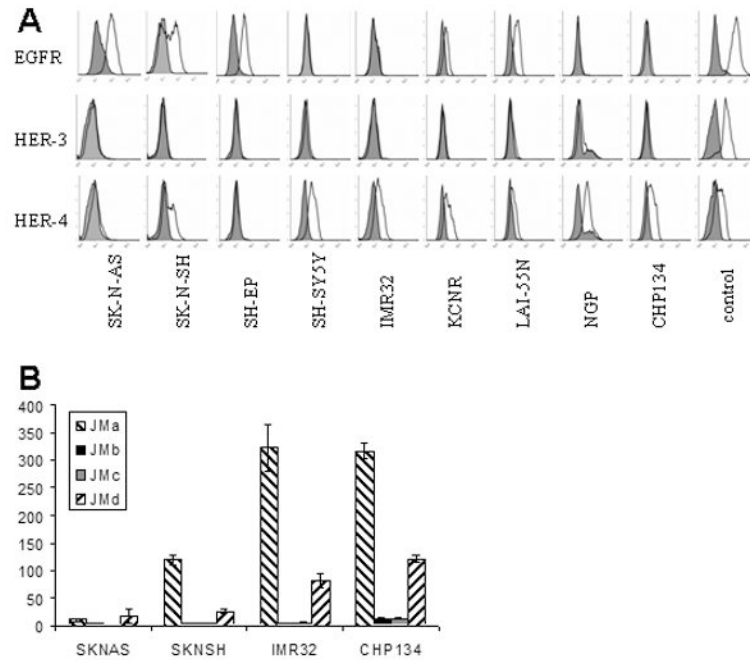 A
EGFR
HER-3
HER-4
SK-N-AS
SK-N-SH
SH-EP
SH-SY5Y
IMR32
KCNR
LAI-55N
NGP
CHP134
control
B
400
350
300
250
200
150
100
50
0
JMa
JMb
JMc
JMd
SKNAS
SKNSH
IMR32
CHP134